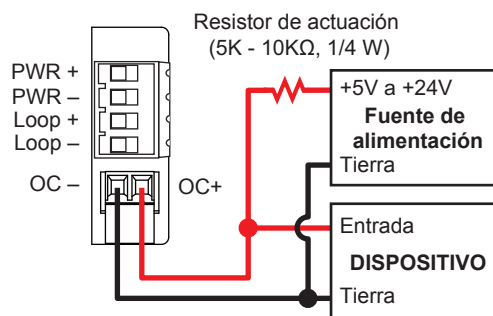 Resistor de actuación
(5K - 10KΩ, 1/4 W)
PWR +
PWR –
Loop +
Loop –
OC –
OC+
+5V a +24V
Fuente de
alimentación
Tierra
Entrada
DISPOSITIVO
Tierra